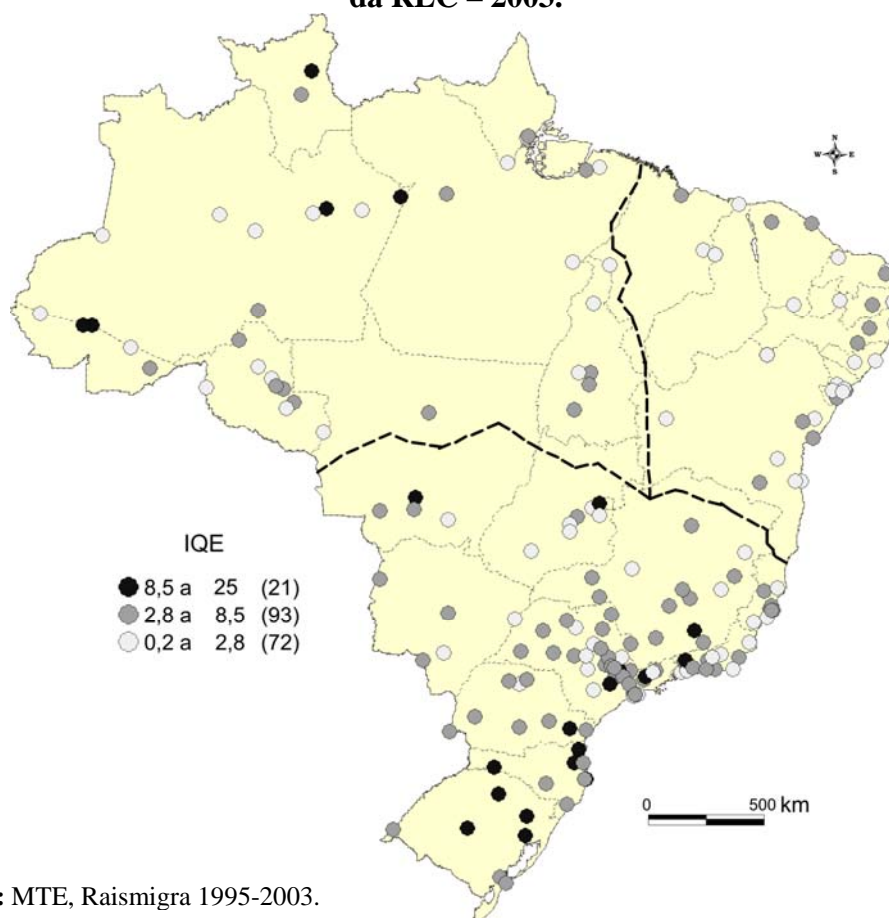 da REC – 2003.
N
W E
S
IQE
8,5 a 25 (21)
2,8 a 8,5 (93)
0,2 a 2,8 (72)
0 500 km
: MTE, Raismigra 1995-2003.